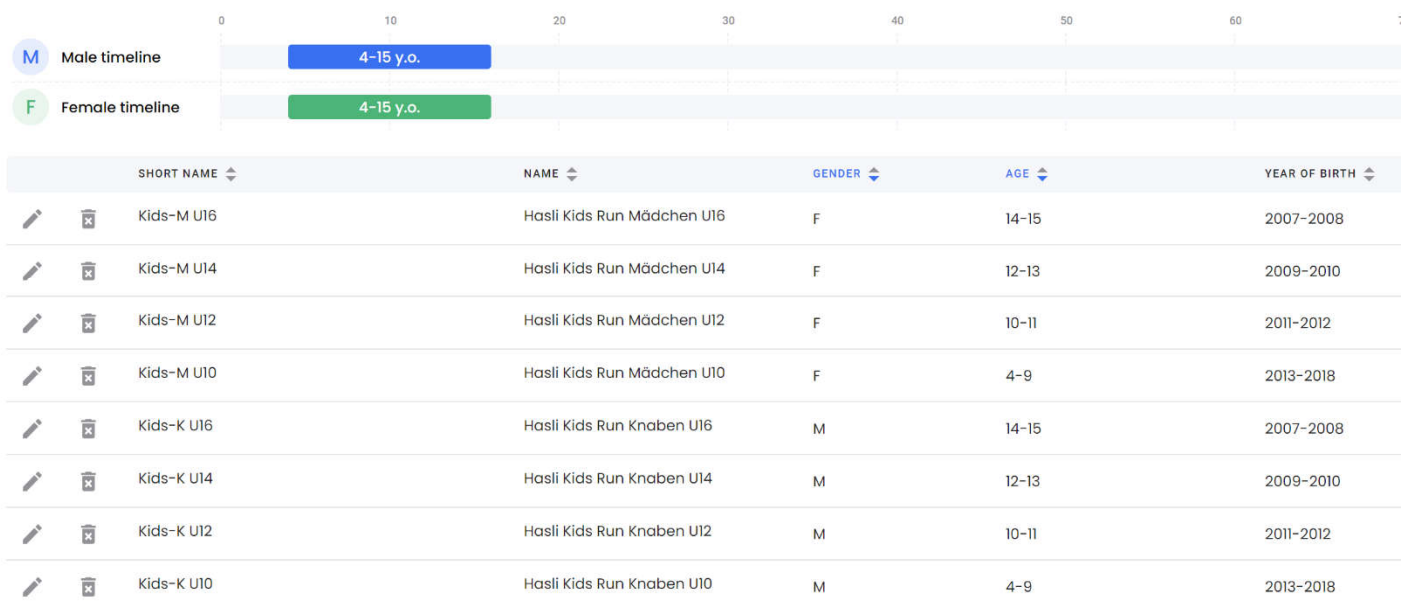 0 10 20 30 40 50 60
M Male timeline 4-15 y.o.
F Female timeline 4-15 y.o.
SHORT NAME NAME GENDER AGE YEAR OF BIRTH
Kids-M U16 Hasli Kids Run Mädchen U16 F 14-15 2007-2008
Kids-M U14 Hasli Kids Run Mädchen U14 F 12-13 2009-2010
Kids-M U12 Hasli Kids Run Mädchen U12 F 10-11 2011-2012
Kids-M U10 Hasli Kids Run Mädchen U10 F 4-9 2013-2018
Kids-K U16 Hasli Kids Run Knaben U16 M 14-15 2007-2008
Kids-K U14 Hasli Kids Run Knaben U14 M 12-13 2009-2010
Kids-K U12 Hasli Kids Run Knaben U12 M 10-11 2011-2012
Kids-K U10 Hasli Kids Run Knaben U10 M 4-9 2013-2018